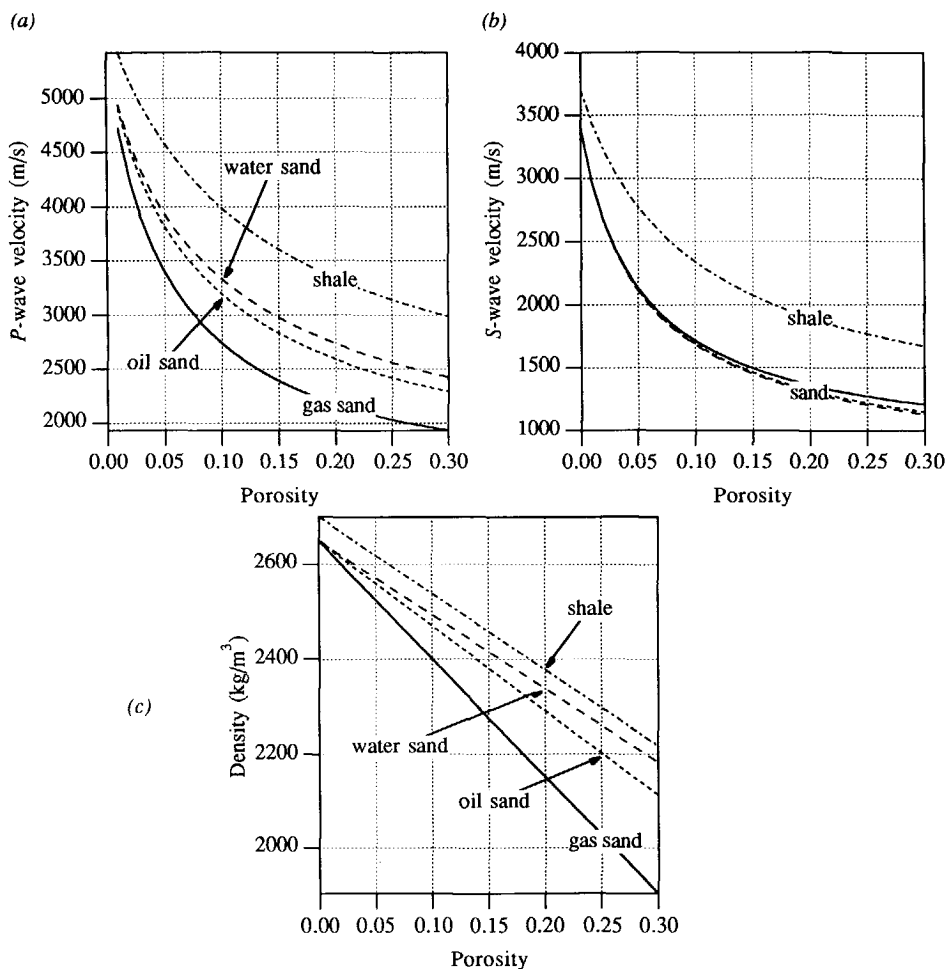 (a)
5000
4500
4000
3500
3000
2500
2000
P-wave velocity (m/s)
water sand
shale
oil sand
gas sand
0.00 0.05 0.10 0.15 0.20 0.25 0.30
Porosity
(b)
4000
3500
3000
2500
2000
1500
1000
S-wave velocity (m/s)
shale
sand
0.00 0.05 0.10 0.15 0.20 0.25 0.30
Porosity
(c)
2600
2400
2200
2000
Density (kg/m³)
shale
water sand
oil sand
gas sand
0.00 0.05 0.10 0.15 0.20 0.25 0.30
Porosity